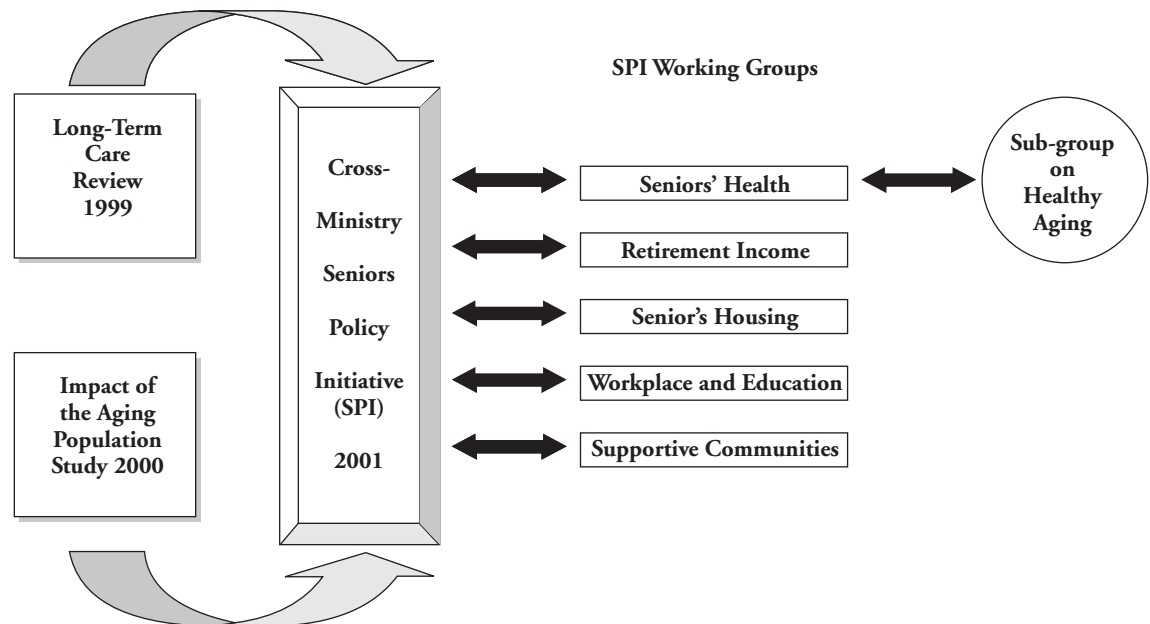 SPI Working Groups
Long-Term
Care
Review
1999
Impact of
the Aging
Population
Study 2000
Cross-
Ministry
Seniors
Policy
Initiative
(SPI)
2001
Seniors’ Health
Retirement Income
Senior’s Housing
Workplace and Education
Supportive Communities
Sub-group
on
Healthy
Aging